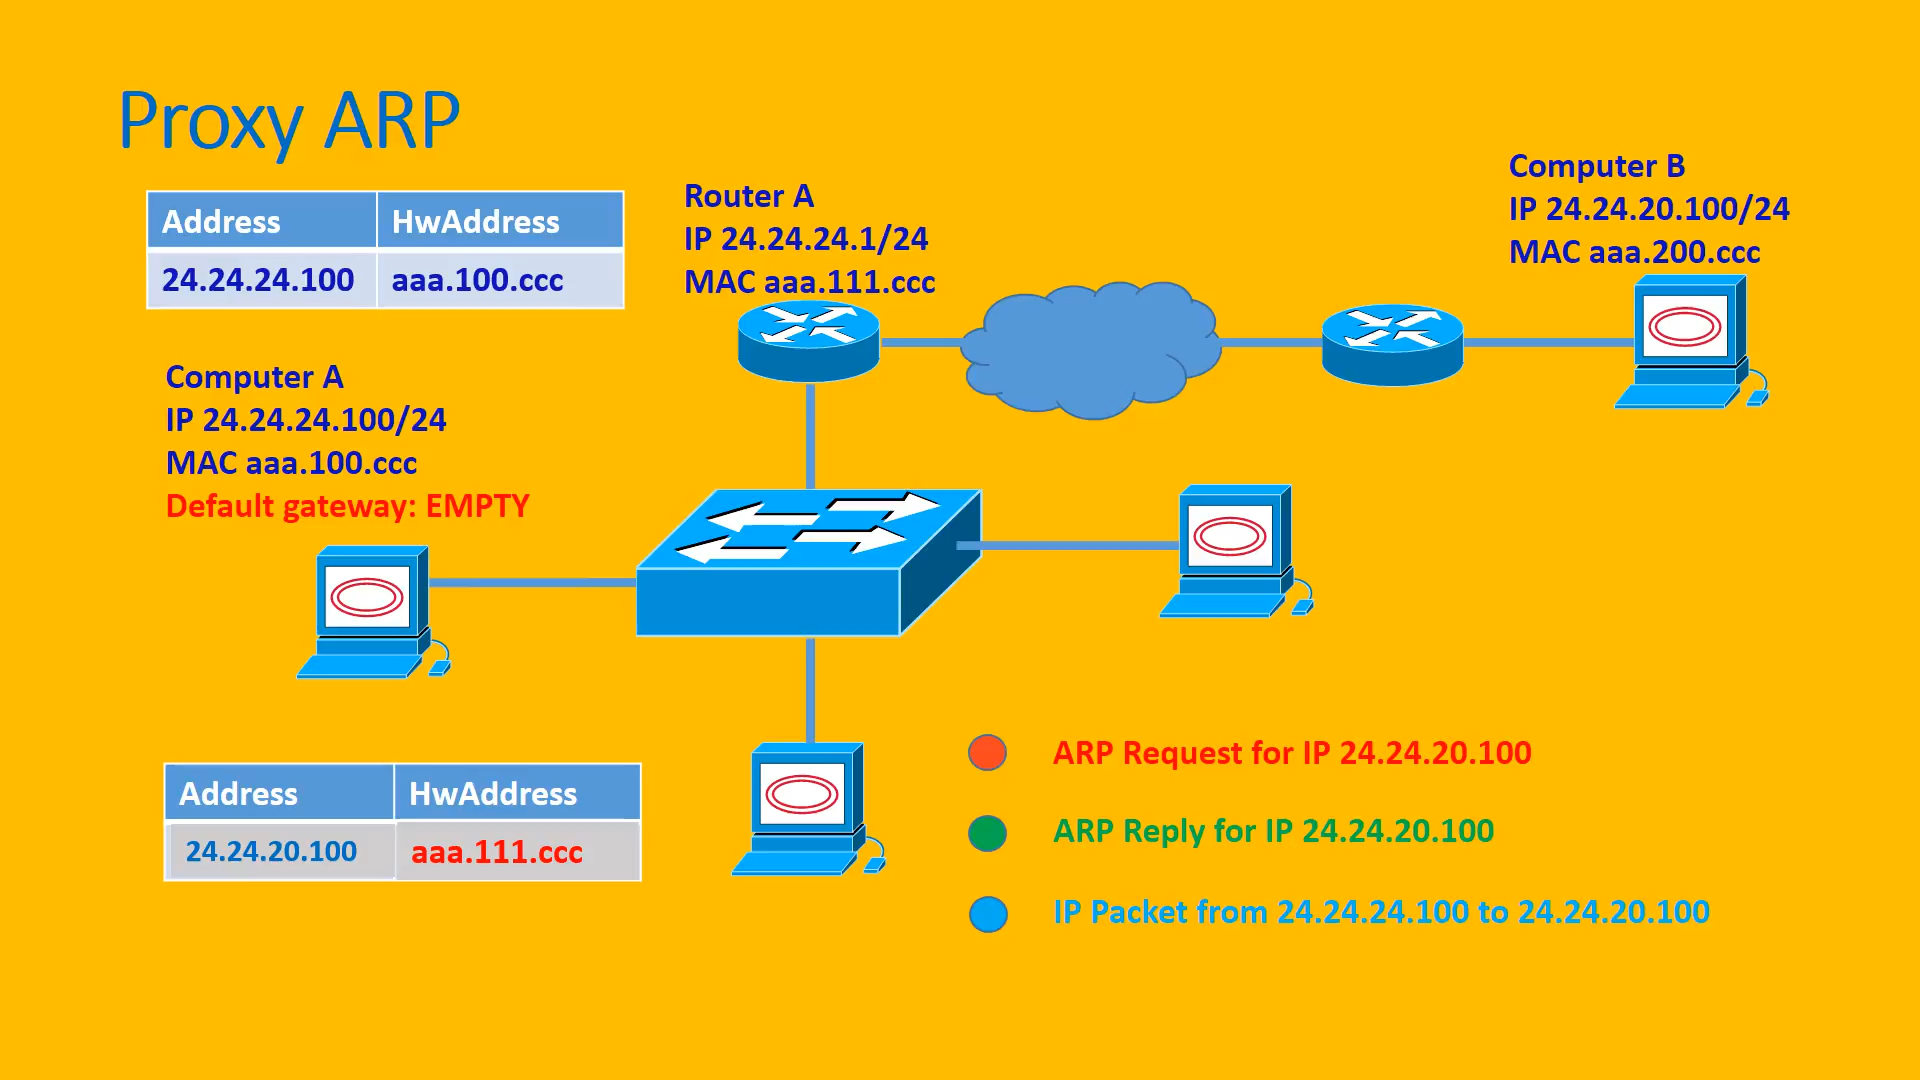 Proxy ARP
Address HwAddress
24.24.24.100 aaa.100.ccc
Router A
IP 24.24.24.1/24
MAC aaa.111.ccc
Computer B
IP 24.24.20.100/24
MAC aaa.200.ccc
Computer A
IP 24.24.24.100/24
MAC aaa.100.ccc
Default gateway: EMPTY
Address HwAddress
24.24.20.100 aaa.111.ccc
ARP Request for IP 24.24.20.100
ARP Reply for IP 24.24.20.100
IP Packet from 24.24.24.100 to 24.24.20.100